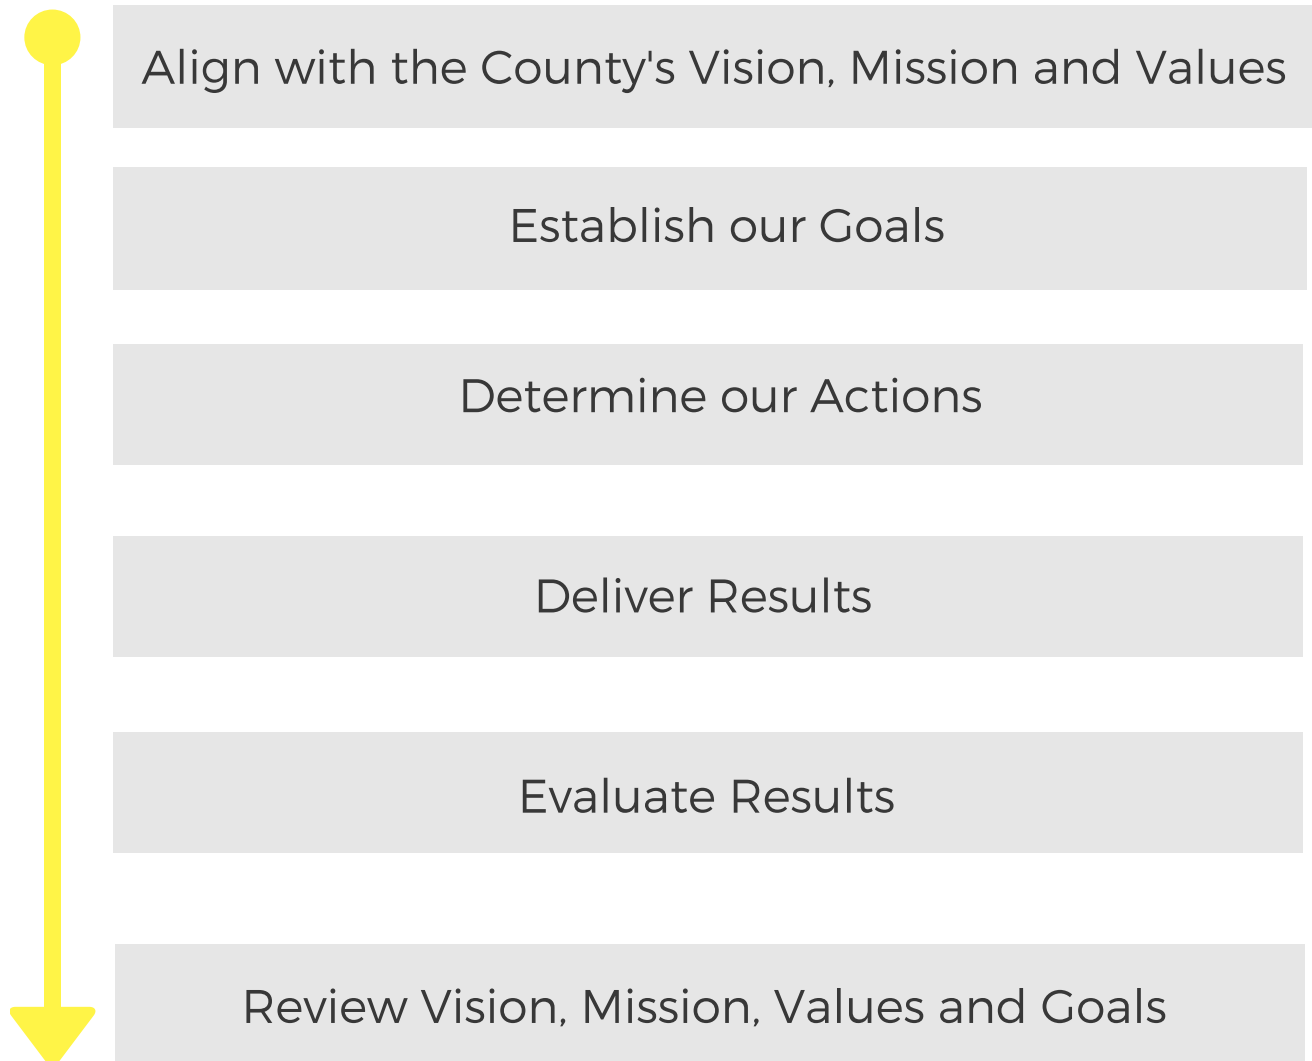 Align with the County's Vision, Mission and Values
Establish our Goals
Determine our Actions
Deliver Results
Evaluate Results
Review Vision, Mission, Values and Goals